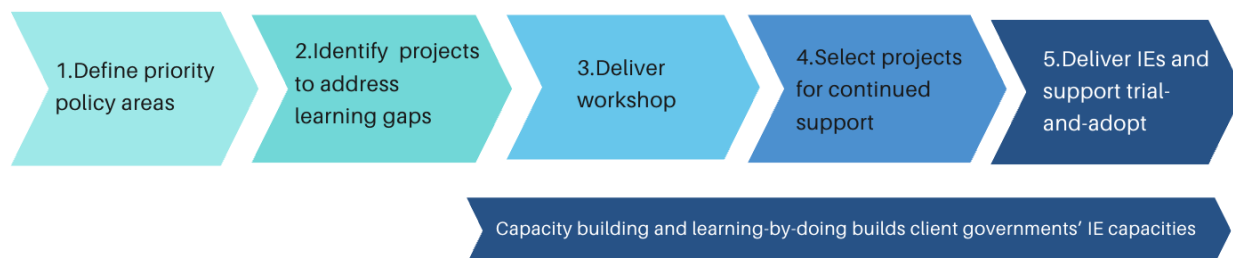 1.Define priority
policy areas
2.Identify projects
to address
learning gaps
3.Deliver
workshop
4.Select projects
for continued
support
5.Deliver IEs and
support trial-
and-adopt
Capacity building and learning-by-doing builds client governments’ IE capacities